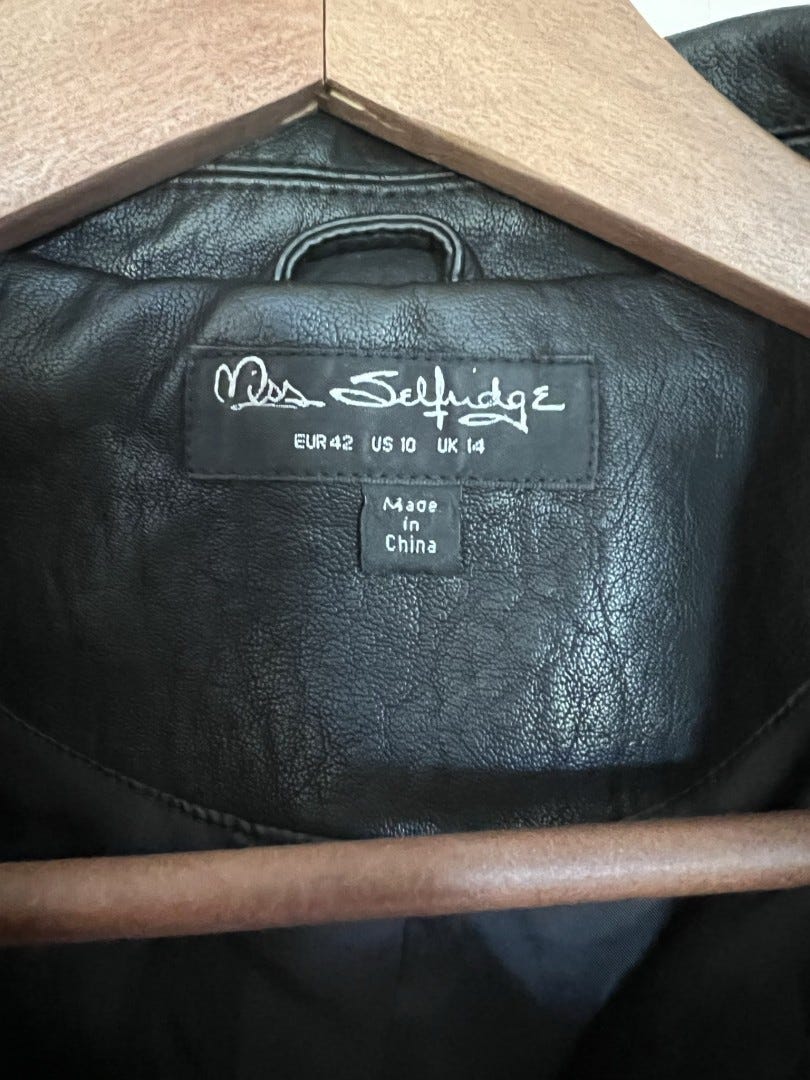 Miss Selfridge
EUR 42 US 10 UK 14
Made
in
China